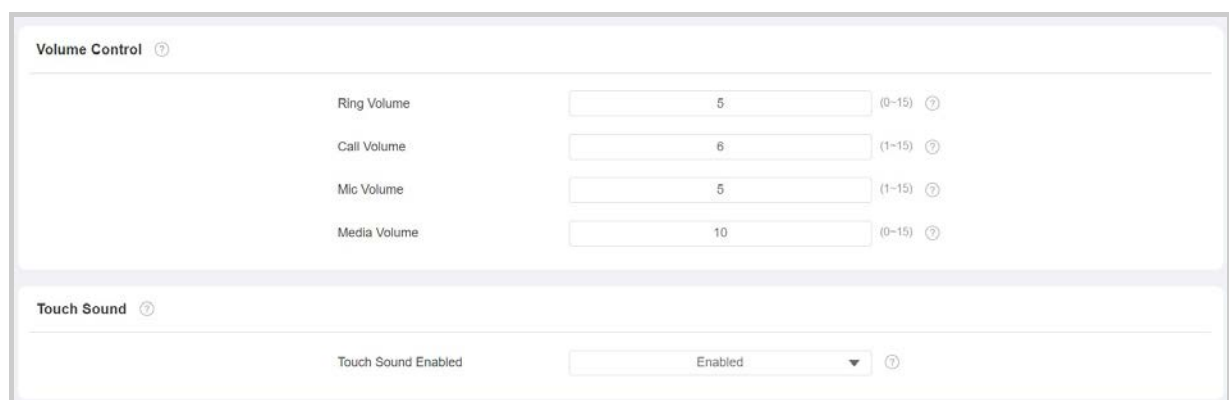 Volume Control ?
Ring Volume 5 (0~15) ?
Call Volume 6 (1~15) ?
Mic Volume 5 (1~15) ?
Media Volume 10 (0~15) ?
Touch Sound ?
Touch Sound Enabled Enabled ?